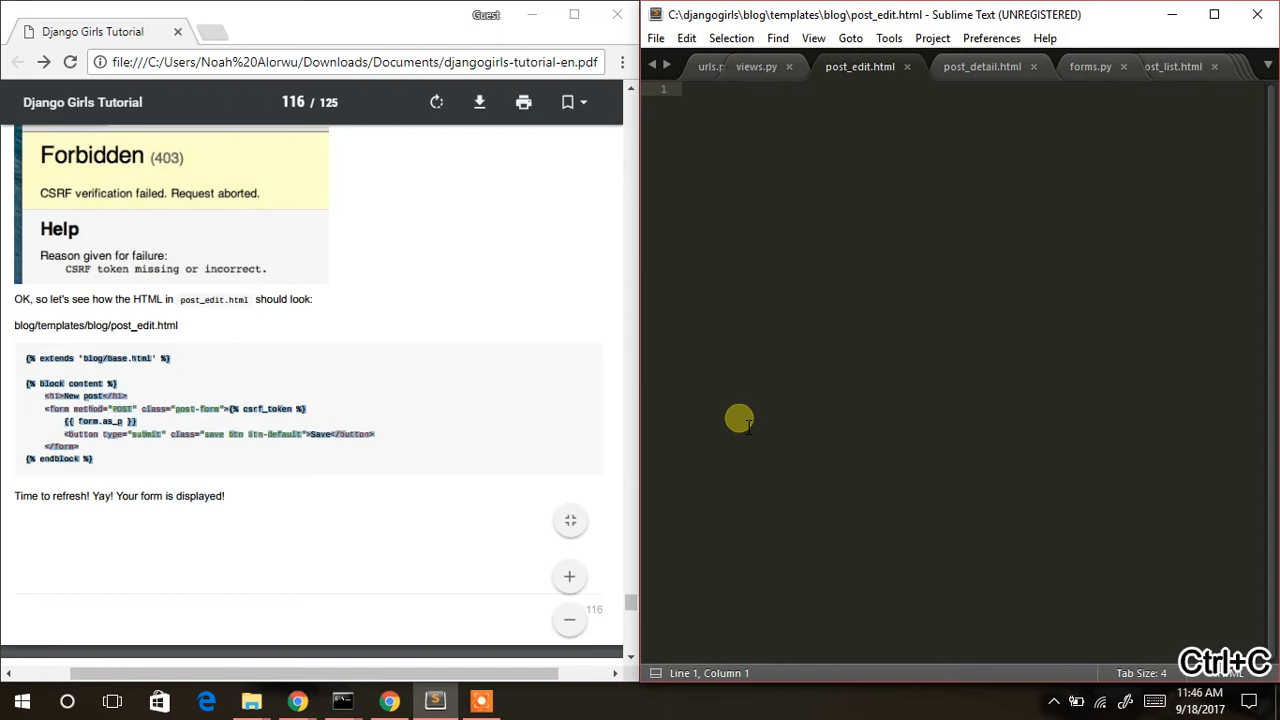 Guest
Django Girls Tutorial
file:///C:/Users/Noah%20Alorwu/Downloads/Documents/djangogirls-tutorial-en.pdf
Django Girls Tutorial
116 / 125
Forbidden (403)
CSRF verification failed. Request aborted.
Help
Reason given for failure:
CSRF token missing or incorrect.
OK, so let's see how the HTML in post_edit.html should look:
blog/templates/blog/post_edit.html
{% extends 'blog/base.html' %}
{% block content %}
<h1>New post</h1>
<form method="POST" class="post-form">{% csrf_token %}
{{ form.as_p }}
<button type="submit" class="save btn btn-default">Save</button>
</form>
{% endblock %}
Time to refresh! Yay! Your form is displayed!
116
C:\djangogirls\blog\templates\blog\post_edit.html - Sublime Text (UNREGISTERED)
File Edit Selection Find View Goto Tools Project Preferences Help
urls.p views.py post_edit.html post_detail.html forms.py ost_list.html
1
Line 1, Column 1
Tab Size: 4
Ctrl+C
11:46 AM
9/18/2017